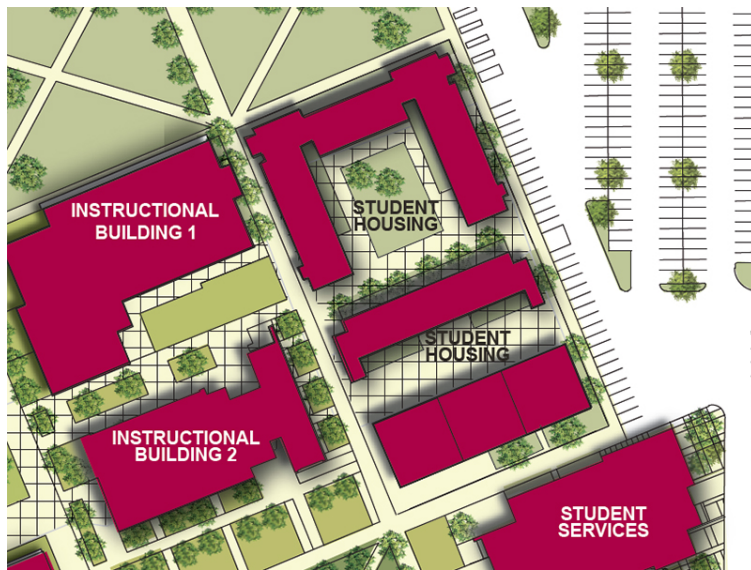 INSTRUCTIONAL
BUILDING 1
STUDENT
HOUSING
STUDENT
HOUSING
INSTRUCTIONAL
BUILDING 2
STUDENT
SERVICES